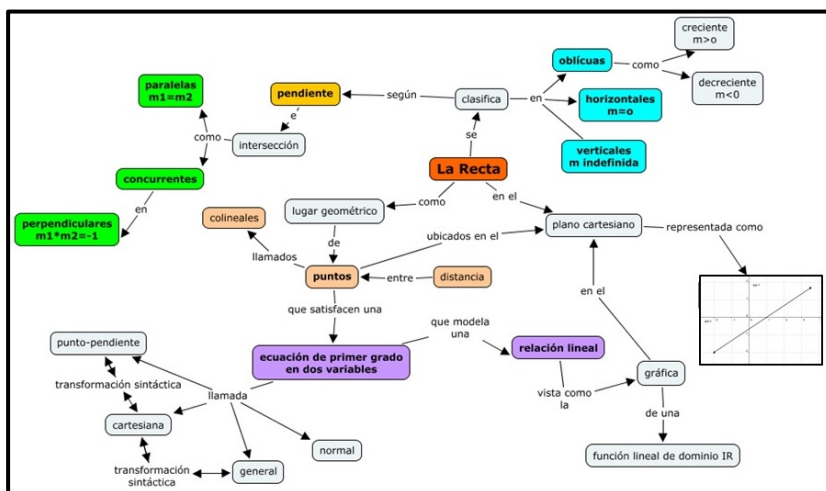 creciente
m>o
oblícuas
como
decreciente
m<0
paralelas
m1=m2
pendiente
según
clasifica
en
horizontales
m=o
e'
como
intersección
se
verticales
m indefinida
concurrentes
La Recta
en
como
en el
perpendiculares
m1*m2=-1
colineales
lugar geométrico
plano cartesiano
representada como
de
ubicados en el
llamados
puntos
entre
distancia
en el
que satisfacen una
que modela
una
punto-pendiente
ecuación de primer grado
en dos variables
relación lineal
gráfica
transformación sintáctica
llamada
vista como
la
cartesiana
de una
normal
función lineal de dominio IR
transformación
sintáctica
general